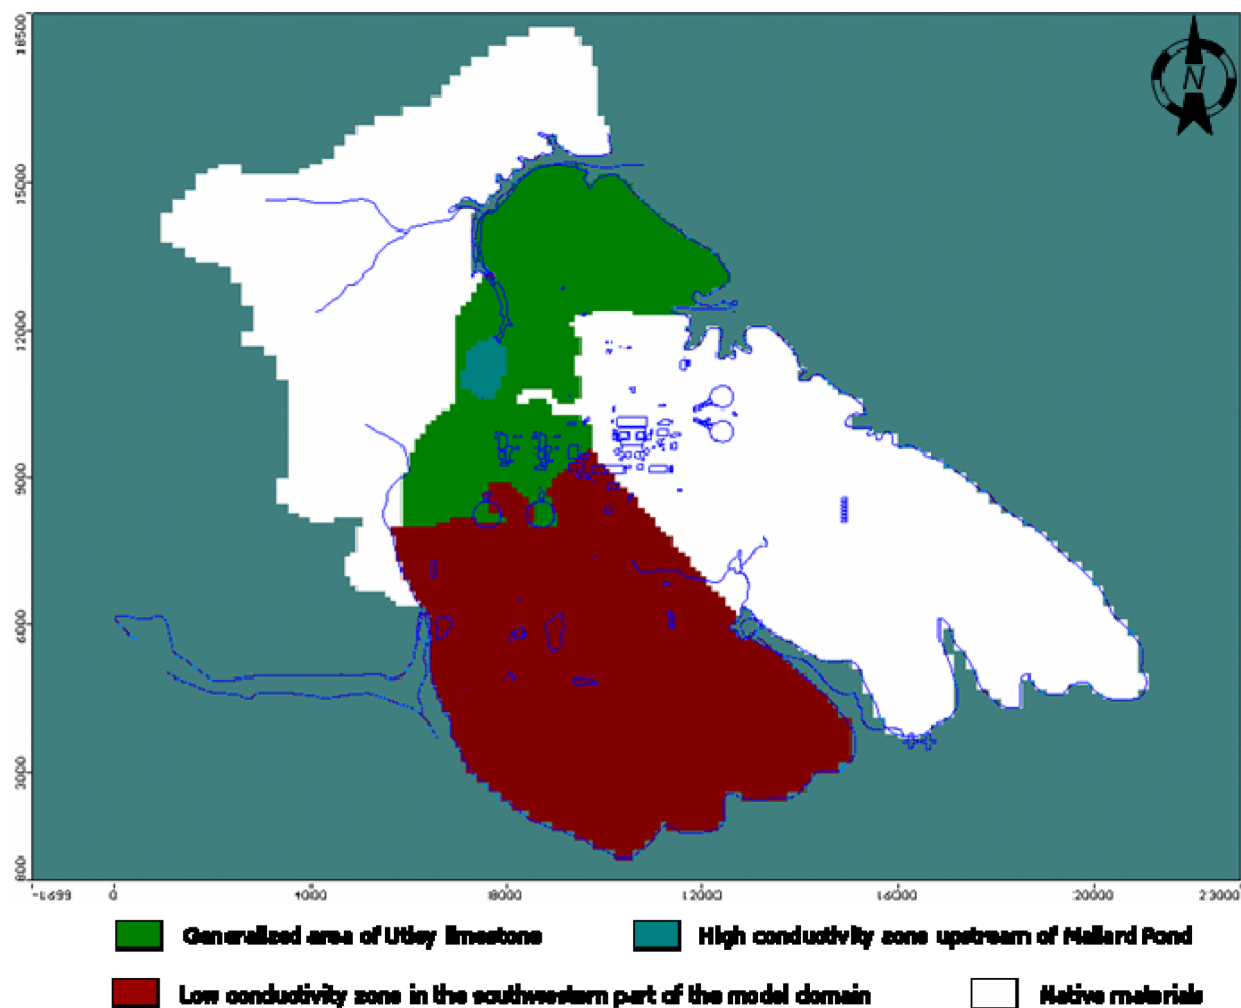 18500
15000
12000
9000
6000
3000
800
N
-1699 0 4000 8000 12000 16000 20000 23000
Generalized area of Utley limestone
High conductivity zone upstream of Mallard Pond
Low conductivity zone in the southwestern part of the model domain
Native materials